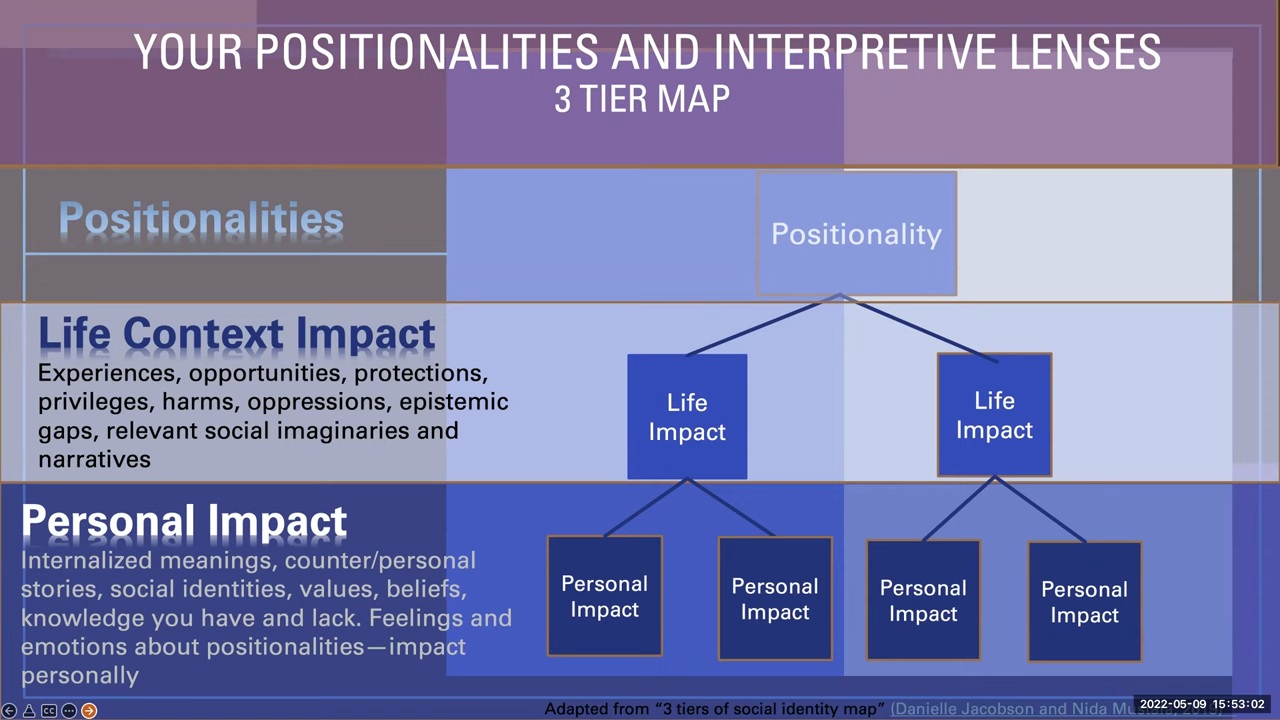 YOUR POSITIONALITIES AND INTERPRETIVE LENSES
3 TIER MAP
Positionalities
Positionality
Life Context Impact
Experiences, opportunities, protections,
privileges, harms, oppressions, epistemic
gaps, relevant social imaginaries and
narratives
Life
Impact
Life
Impact
Personal Impact
Internalized meanings, counter/personal
stories, social identities, values, beliefs,
knowledge you have and lack. Feelings and
emotions about positionalities—impact
personally
Personal
Impact
Personal
Impact
Personal
Impact
Personal
Impact
CC
Adapted from “3 tiers of social identity map” (Danielle Jacobson and Nida
2022-05-09 15:53:02